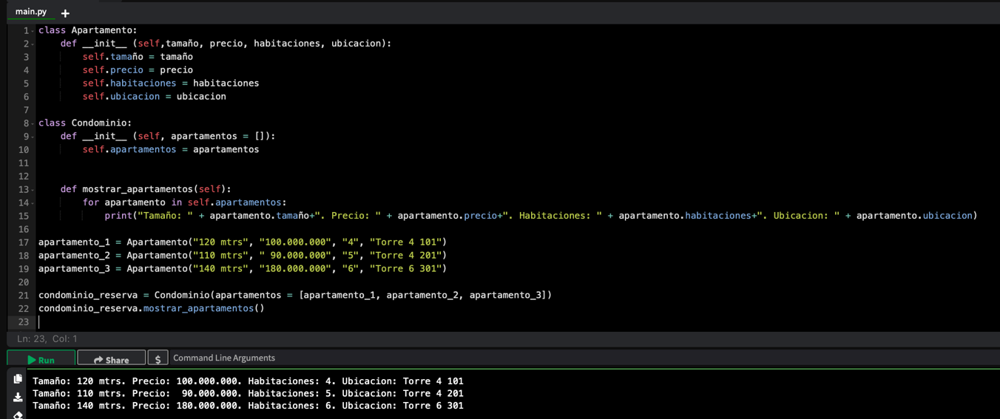 main.py +
1 class Apartamento:
2     def __init__ (self,tamaño, precio, habitaciones, ubicacion):
3         self.tamaño = tamaño
4         self.precio = precio
5         self.habitaciones = habitaciones
6         self.ubicacion = ubicacion
7
8 class Condominio:
9     def __init__ (self, apartamentos = []):
10         self.apartamentos = apartamentos
11
12
13     def mostrar_apartamentos(self):
14         for apartamento in self.apartamentos:
15             print("Tamaño: " + apartamento.tamaño+". Precio: " + apartamento.precio+". Habitaciones: " + apartamento.habitaciones+". Ubicacion: " + apartamento.ubicacion)
16
17 apartamento_1 = Apartamento("120 mtrs", "100.000.000", "4", "Torre 4 101")
18 apartamento_2 = Apartamento("110 mtrs", " 90.000.000", "5", "Torre 4 201")
19 apartamento_3 = Apartamento("140 mtrs", "180.000.000", "6", "Torre 6 301")
20
21 condominio_reserva = Condominio(apartamentos = [apartamento_1, apartamento_2, apartamento_3])
22 condominio_reserva.mostrar_apartamentos()
23
Ln: 23, Col: 1
Run Share $ Command Line Arguments
Tamaño: 120 mtrs. Precio: 100.000.000. Habitaciones: 4. Ubicacion: Torre 4 101
Tamaño: 110 mtrs. Precio:  90.000.000. Habitaciones: 5. Ubicacion: Torre 4 201
Tamaño: 140 mtrs. Precio: 180.000.000. Habitaciones: 6. Ubicacion: Torre 6 301